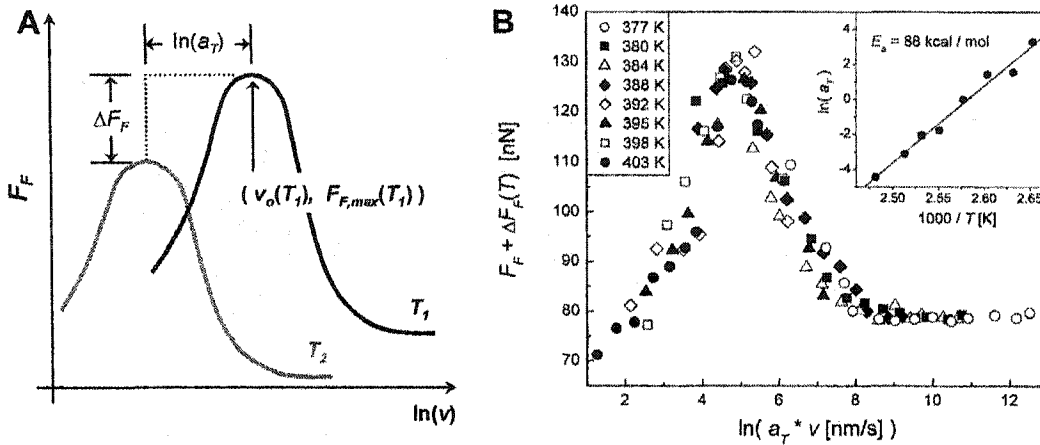 A
ln(a_T)
ΔF_F
F_F
( v_o(T_1), F_{F,max}(T_1) )
T_1
T_2
ln(v)
B
140
130
120
110
100
90
80
70
F_F + ΔF_F(T) [nN]
377 K
380 K
384 K
388 K
392 K
395 K
398 K
403 K
E_a = 88 kcal / mol
ln( a_T )
4
2
0
-2
-4
2.50 2.55 2.60 2.65
1000 / T [K]
2 4 6 8 10 12
ln( a_T * v [nm/s] )